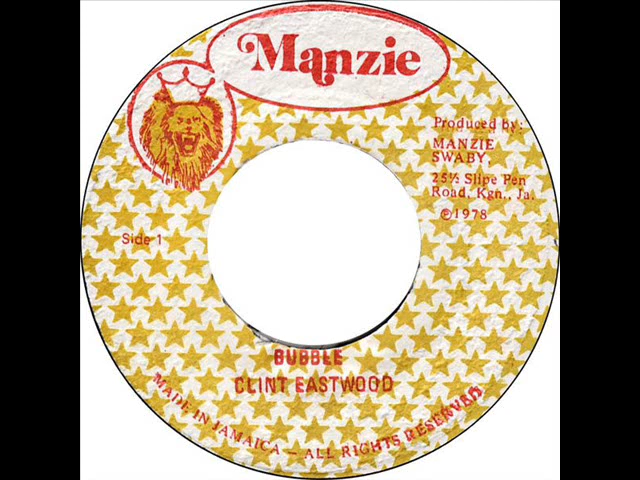 Manzie
Produced by:
MANZIE
SWABY,
25½ Slipe Pen
Road, Kgn., Ja.
©1978
Side 1
BUBBLE
CLINT EASTWOOD
MADE IN JAMAICA – ALL RIGHTS RESERVED